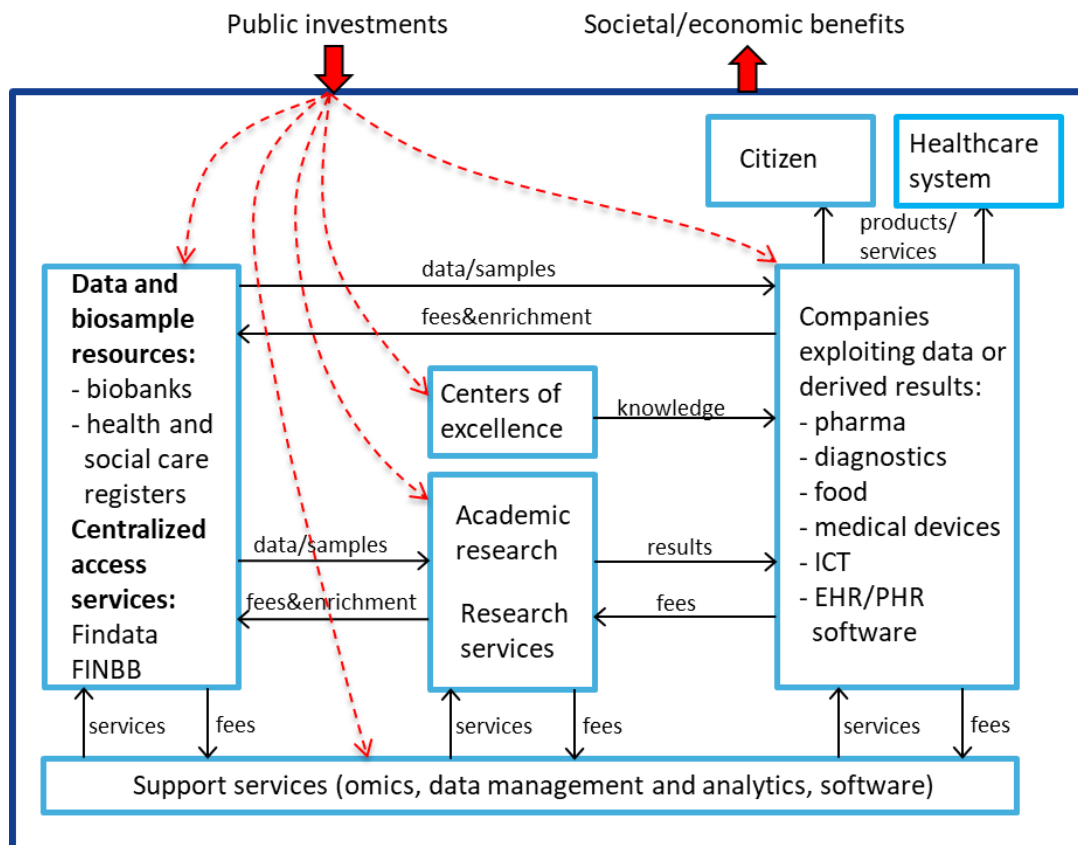 Public investments
Societal/economic benefits
Citizen
Healthcare
system
products/
services
Data and
biosample
resources:
- biobanks
- health and
social care
registers
Centralized
access
services:
Findata
FINBB
data/samples
fees&enrichment
Centers of
excellence
knowledge
Companies
exploiting data or
derived results:
- pharma
- diagnostics
- food
- medical devices
- ICT
- EHR/PHR
software
data/samples
fees&enrichment
Academic
research
Research
services
results
fees
services
fees
services
fees
services
fees
Support services (omics, data management and analytics, software)